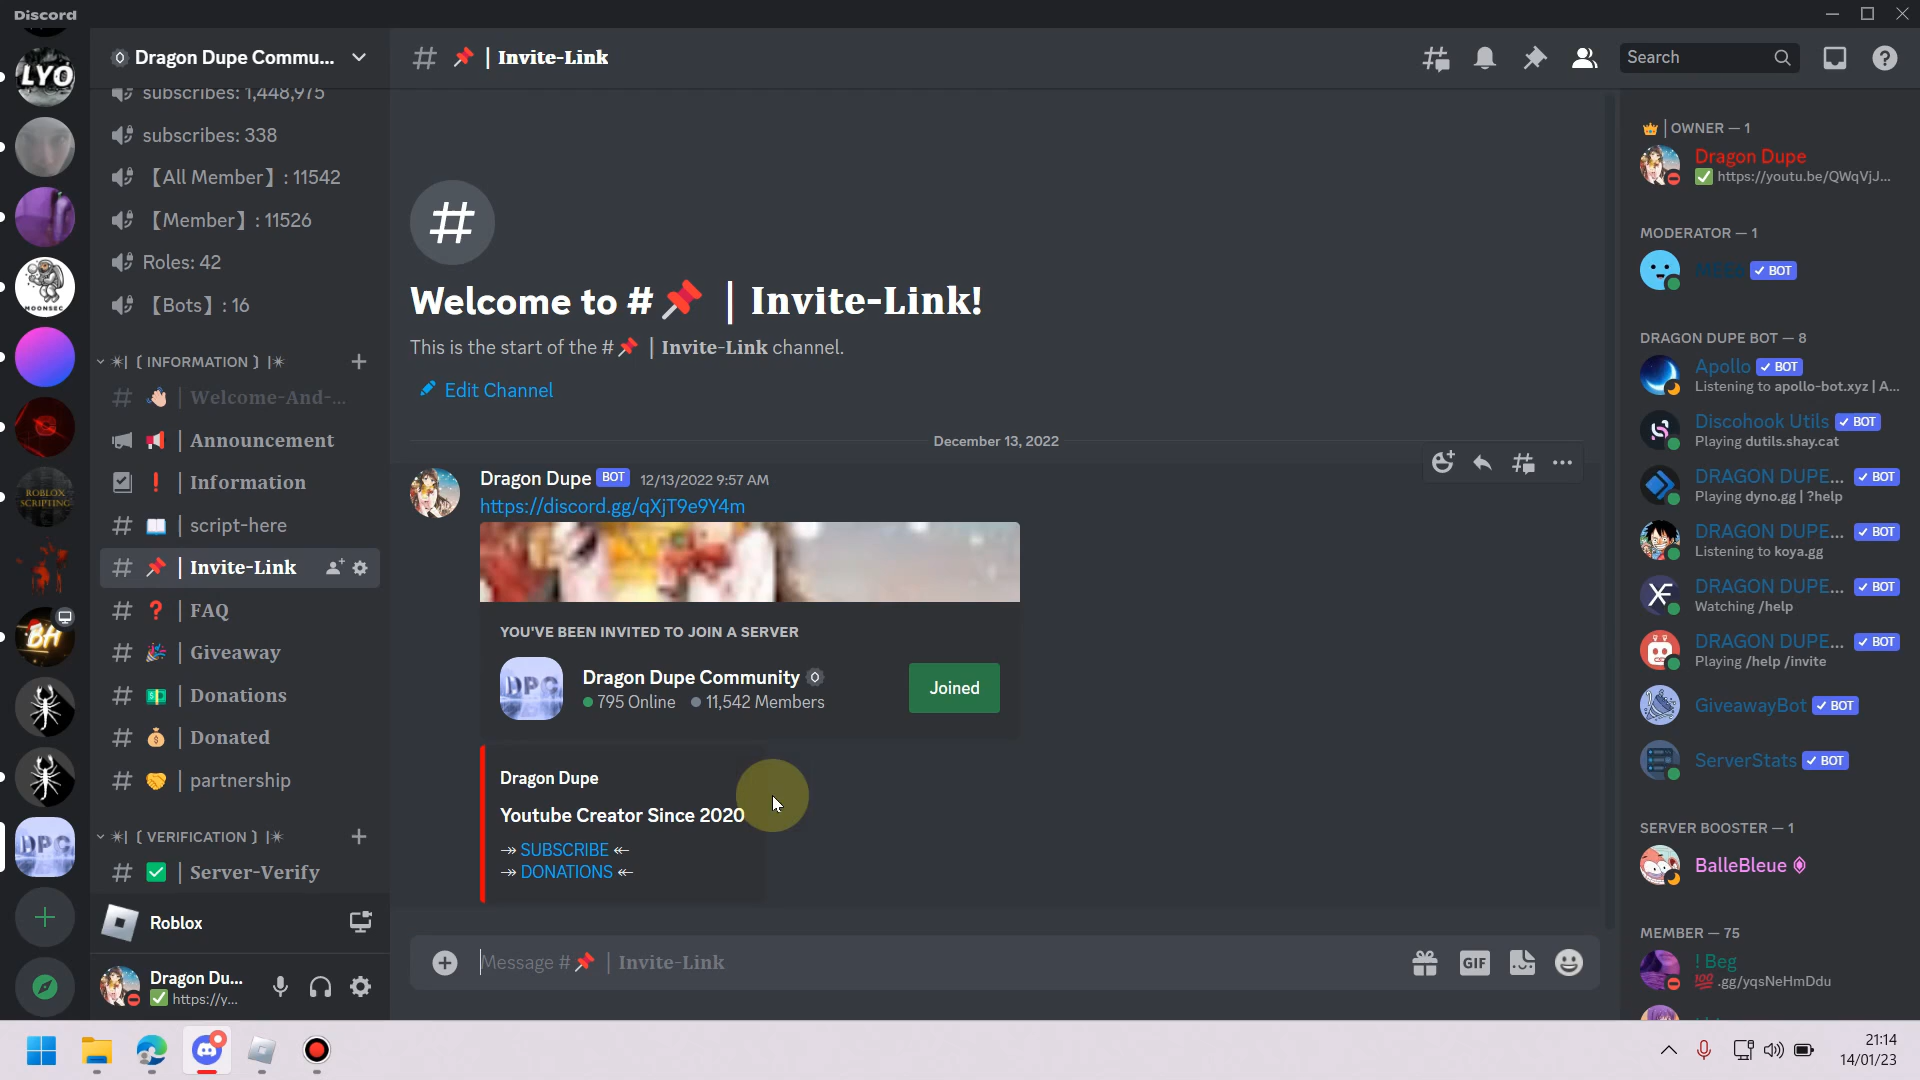 Discord
LYO
MOONSEC
ROBLOX
SCRIPTING
BH
DPC
Dragon Dupe Commu...
subscribes: 1,448,975
subscribes: 338
【All Member】: 11542
【Member】: 11526
Roles: 42
【Bots】: 16
✴| ❲ INFORMATION ❳ |✴
👋🏻 | Welcome-And-...
📢 | Announcement
❗ | Information
📖 | script-here
📌 | Invite-Link
❓ | FAQ
🎉 | Giveaway
💵 | Donations
💰 | Donated
🤝 | partnership
✴| ❲ VERIFICATION ❳ |✴
✅ | Server-Verify
Roblox
Dragon Du...
✅ https://y...
# 📌 | Invite-Link
Search
Welcome to #📌 | Invite-Link!
This is the start of the #📌 | Invite-Link channel.
Edit Channel
December 13, 2022
Dragon Dupe BOT 12/13/2022 9:57 AM
https://discord.gg/qXjT9e9Y4m
YOU'VE BEEN INVITED TO JOIN A SERVER
DPC
Dragon Dupe Community
795 Online 11,542 Members
Joined
Dragon Dupe
Youtube Creator Since 2020
↠ SUBSCRIBE ↞
↠ DONATIONS ↞
Message #📌 | Invite-Link
GIF
👑 | OWNER — 1
Dragon Dupe
✅ https://youtu.be/QWqVjJ...
MODERATOR — 1
MEE6 ✓ BOT
DRAGON DUPE BOT — 8
Apollo ✓ BOT
Listening to apollo-bot.xyz | A...
Discohook Utils ✓ BOT
Playing dutils.shay.cat
DRAGON DUPE... ✓ BOT
Playing dyno.gg | ?help
DRAGON DUPE... ✓ BOT
Listening to koya.gg
DRAGON DUPE... ✓ BOT
Watching /help
DRAGON DUPE... ✓ BOT
Playing /help /invite
GiveawayBot ✓ BOT
ServerStats ✓ BOT
SERVER BOOSTER — 1
BalleBleue
MEMBER — 75
! Beg
💯 .gg/yqsNeHmDdu
21:14
14/01/23